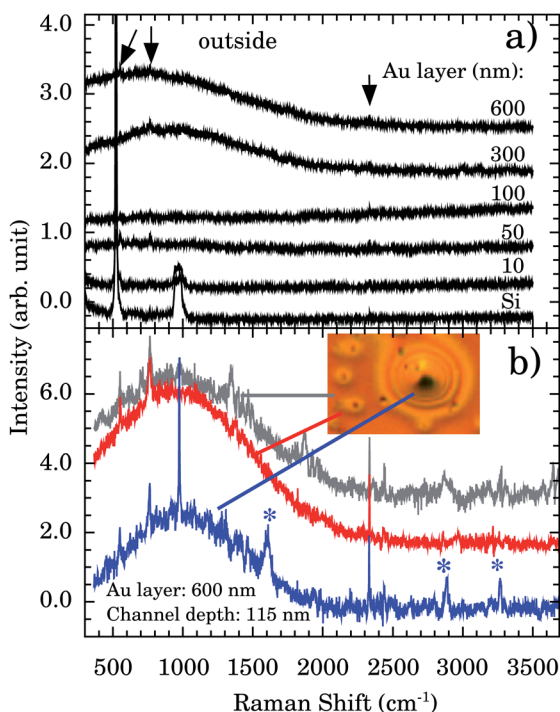 4.0
3.0
2.0
1.0
0.0
outside
a)
Au layer (nm):
600
300
100
50
10
Si
Intensity (arb. unit)
b)
6.0
4.0
2.0
0.0
*
*
*
Au layer: 600 nm
Channel depth: 115 nm
500 1000 1500 2000 2500 3000 3500
Raman Shift (cm⁻¹)